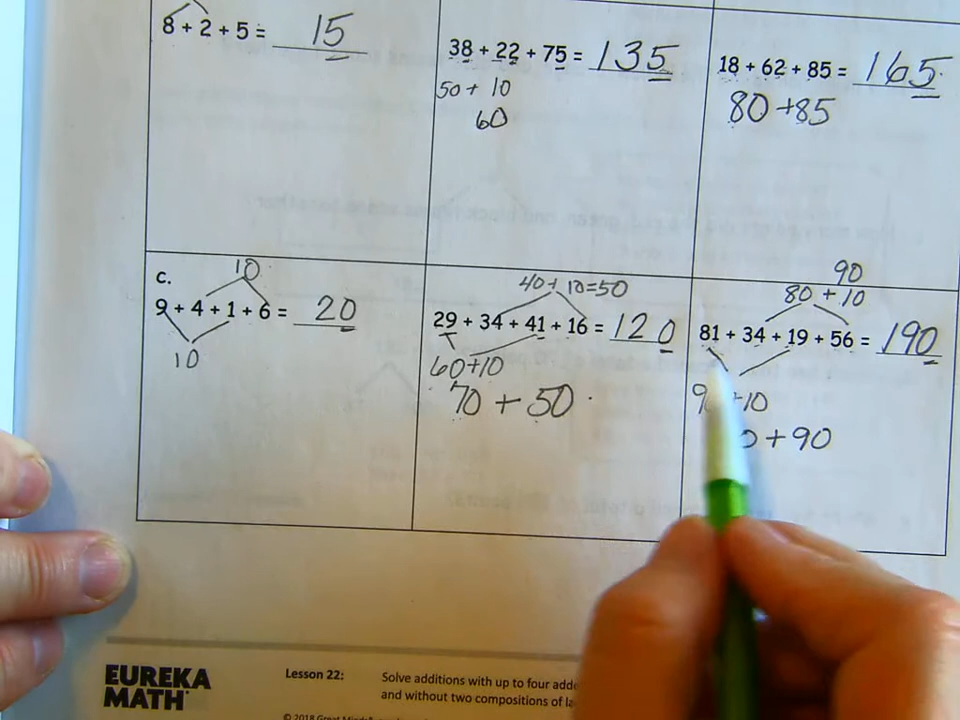 8 + 2 + 5 = 15
38 + 22 + 75 = 135
50 + 10
60
18 + 62 + 85 = 165
80 + 85
c.
10
9 + 4 + 1 + 6 = 20
10
40 + 10 = 50
29 + 34 + 41 + 16 = 120
60 + 10
70 + 50
90
80 + 10
81 + 34 + 19 + 56 = 190
+ 10
+ 90
EUREKA
MATH
Lesson 22:
Solve additions with up to four
and without two compositions of
© 2018 Great